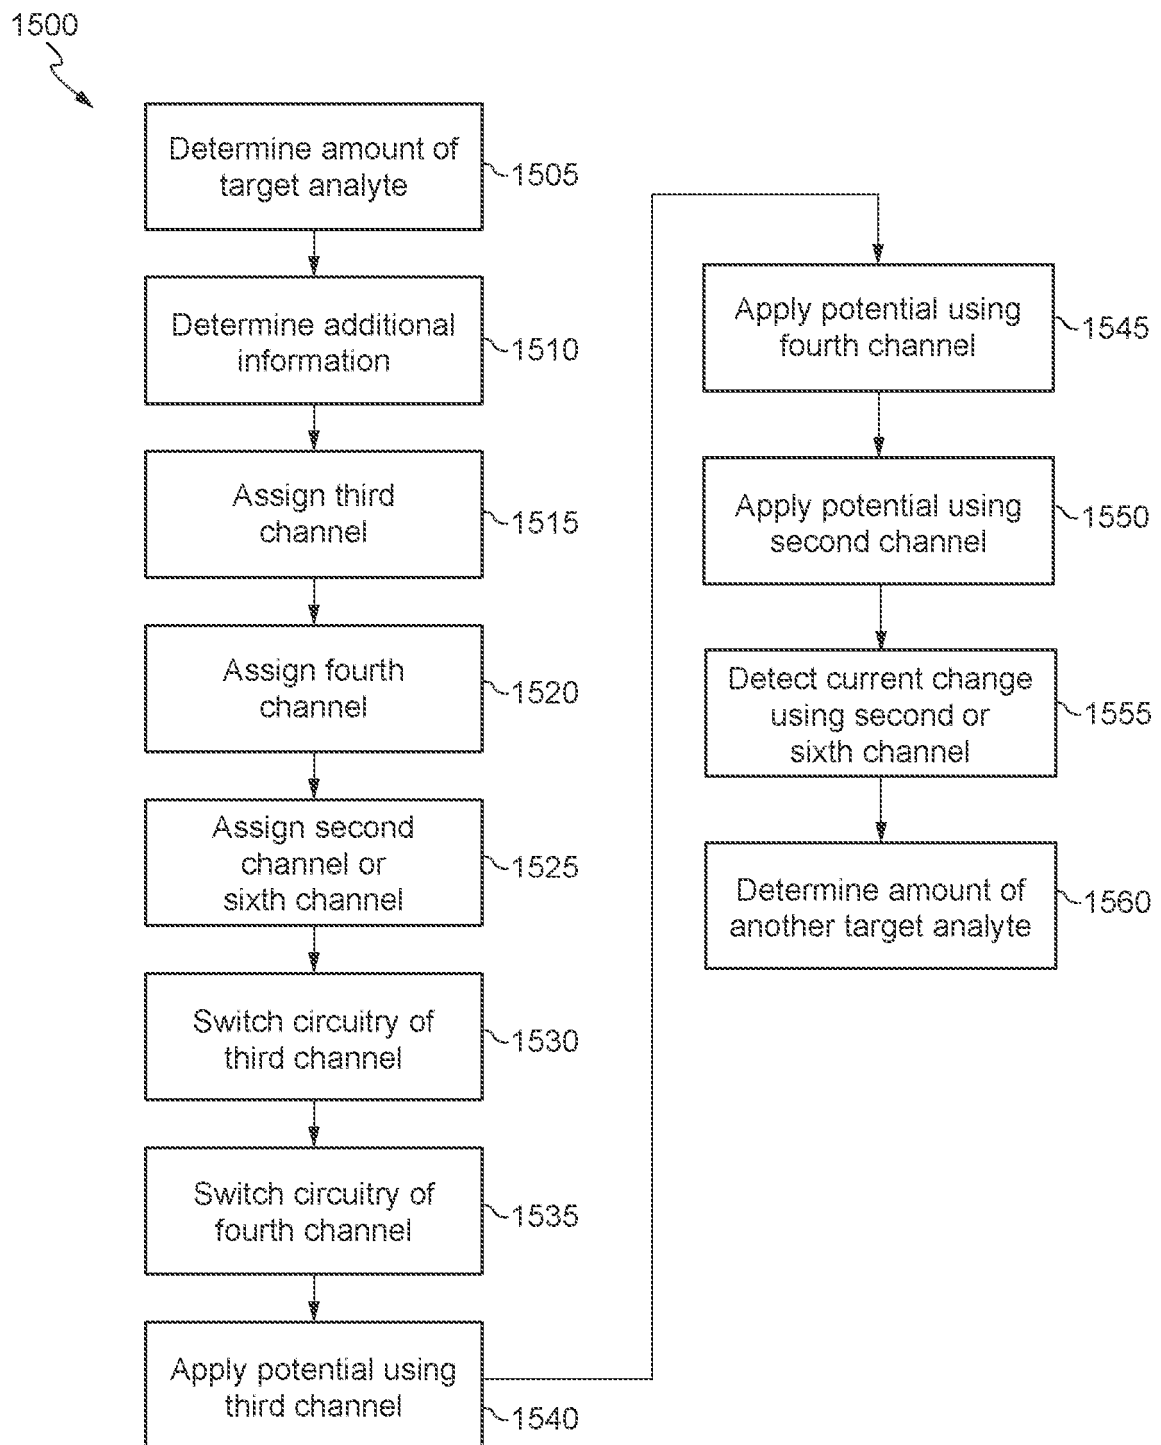 1500
Determine amount of
target analyte
1505
Determine additional
information
1510
Assign third
channel
1515
Assign fourth
channel
1520
Assign second
channel or
sixth channel
1525
Switch circuitry of
third channel
1530
Switch circuitry of
fourth channel
1535
Apply potential using
third channel
1540
Apply potential using
fourth channel
1545
Apply potential using
second channel
1550
Detect current change
using second or
sixth channel
1555
Determine amount of
another target analyte
1560